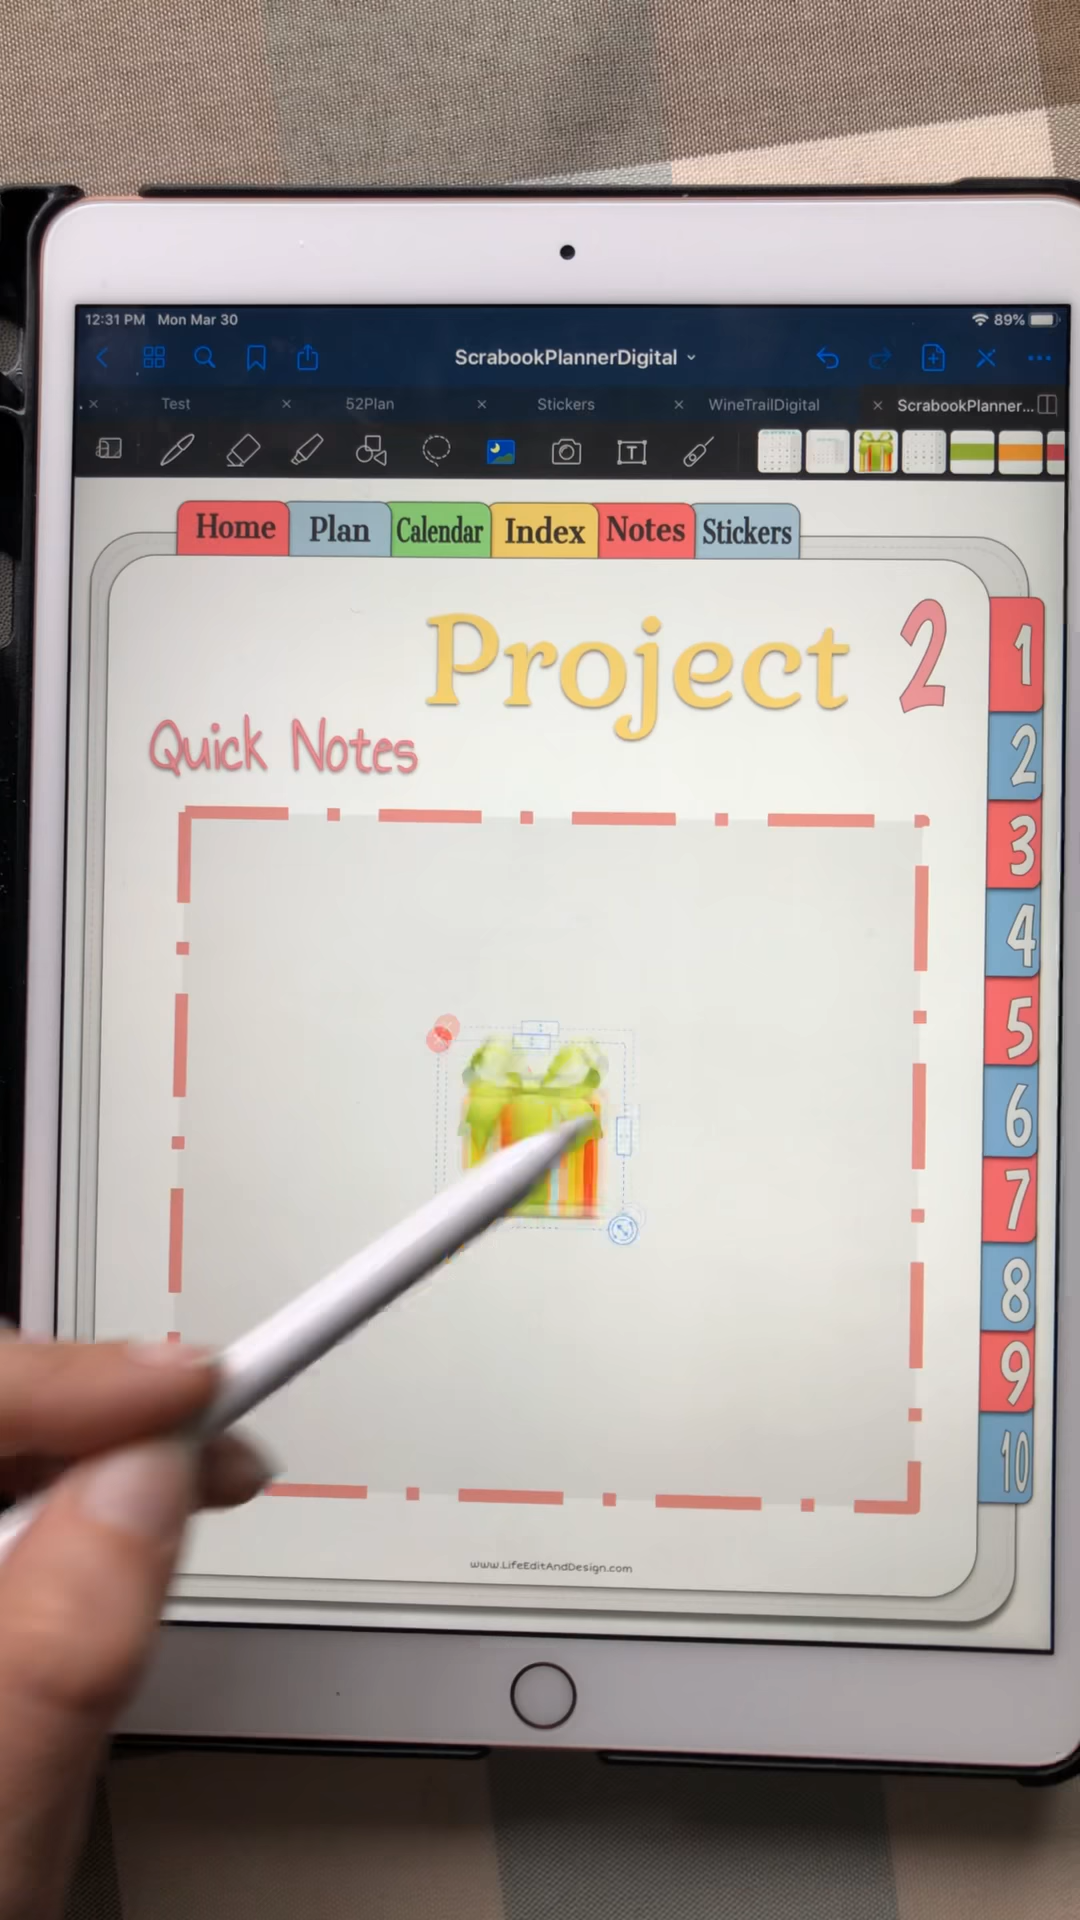 12:31 PM Mon Mar 30 89%
ScrabookPlannerDigital
Test 52Plan Stickers WineTrailDigital ScrabookPlanner...
T
Home Plan Calendar Index Notes Stickers
Project 2
Quick Notes
1
2
3
4
5
6
7
8
9
10
www.LifeEditAndDesign.com